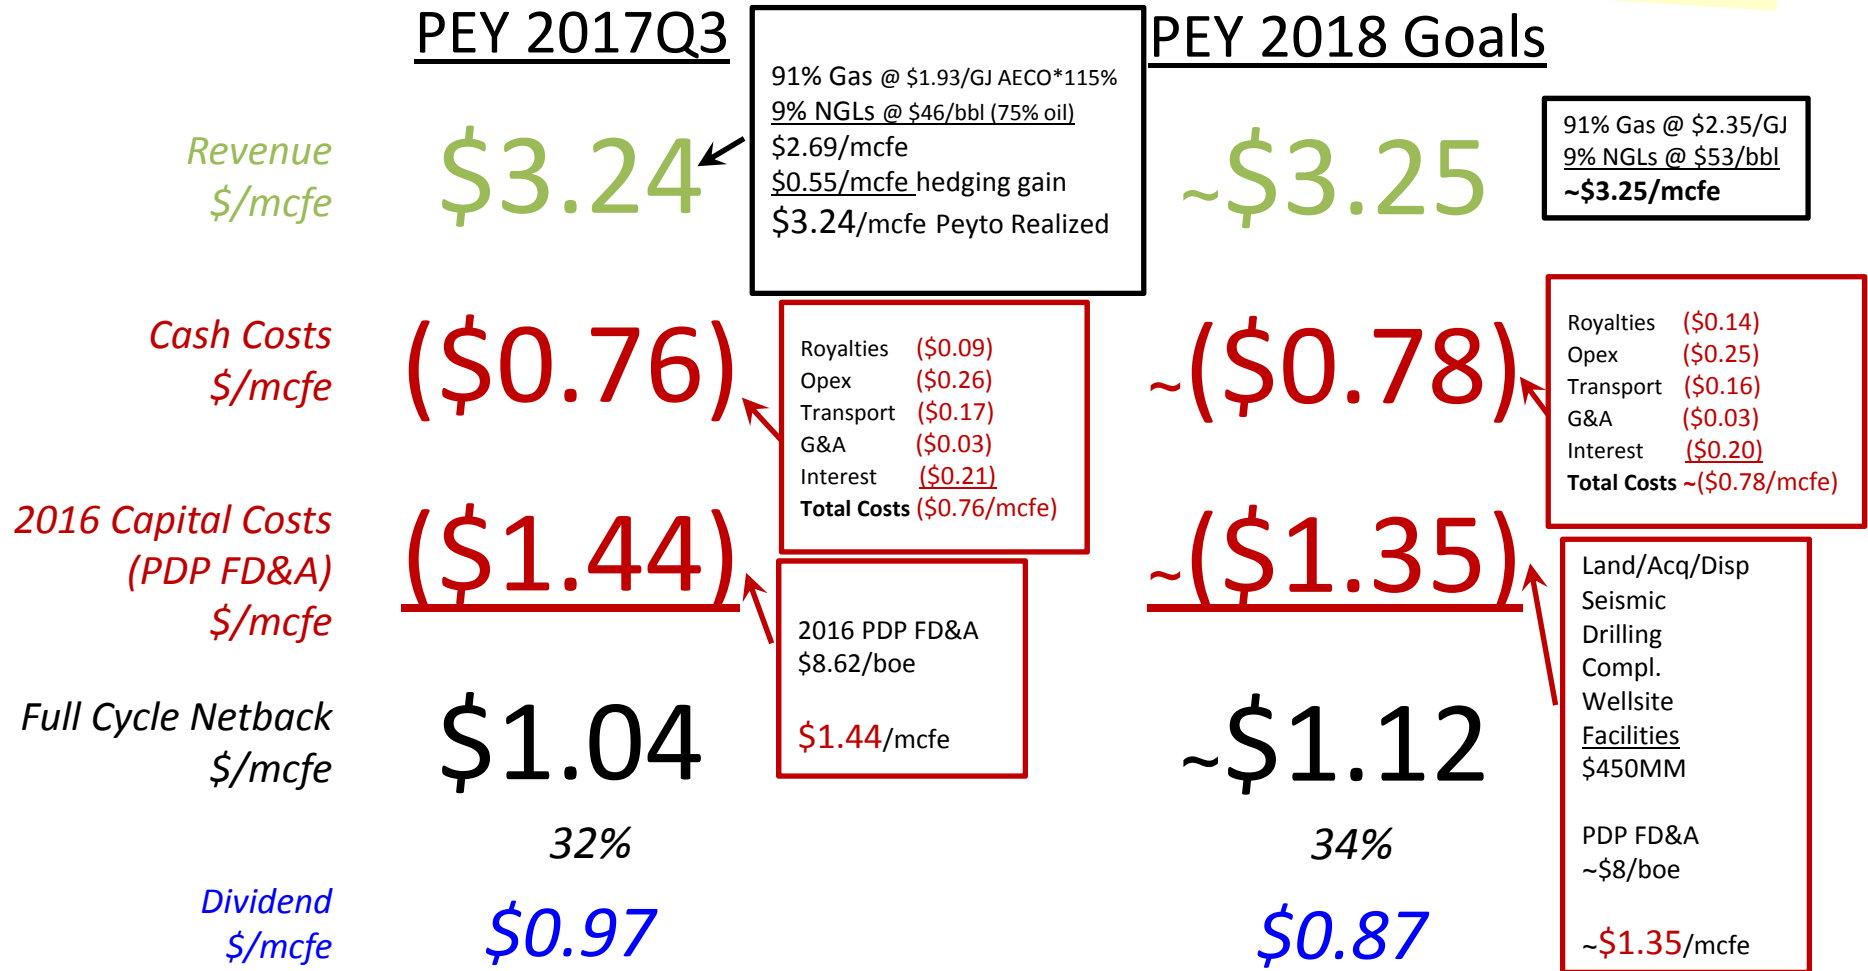 PEY 2017Q3
PEY 2018 Goals
Revenue
$/mcfe
$3.24
91% Gas @ $1.93/GJ AECO*115%
9% NGLs @ $46/bbl (75% oil)
$2.69/mcfe
$0.55/mcfe hedging gain
$3.24/mcfe Peyto Realized
~$3.25
91% Gas @ $2.35/GJ
9% NGLs @ $53/bbl
~$3.25/mcfe
Cash Costs
$/mcfe
($0.76)
Royalties ($0.09)
Opex ($0.26)
Transport ($0.17)
G&A ($0.03)
Interest ($0.21)
Total Costs ($0.76/mcfe)
~($0.78)
Royalties ($0.14)
Opex ($0.25)
Transport ($0.16)
G&A ($0.03)
Interest ($0.20)
Total Costs ~($0.78/mcfe)
2016 Capital Costs
(PDP FD&A)
$/mcfe
($1.44)
2016 PDP FD&A
$8.62/boe
$1.44/mcfe
~($1.35)
Land/Acq/Disp
Seismic
Drilling
Compl.
Wellsite
Facilities
$450MM
PDP FD&A
~$8/boe
~$1.35/mcfe
Full Cycle Netback
$/mcfe
$1.04
~$1.12
32%
34%
Dividend
$/mcfe
$0.97
$0.87